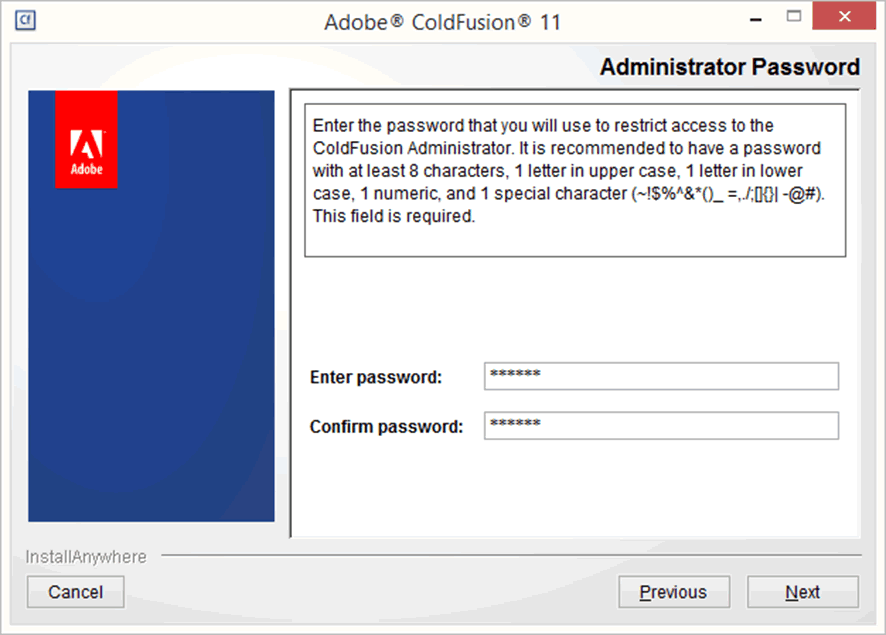 Cf
Adobe® ColdFusion® 11
Administrator Password
Adobe
Enter the password that you will use to restrict access to the
ColdFusion Administrator. It is recommended to have a password
with at least 8 characters, 1 letter in upper case, 1 letter in lower
case, 1 numeric, and 1 special character (~!$%^&*()_ =,./;[]{}| -@#).
This field is required.
Enter password: ******
Confirm password: ******
InstallAnywhere
Cancel Previous Next